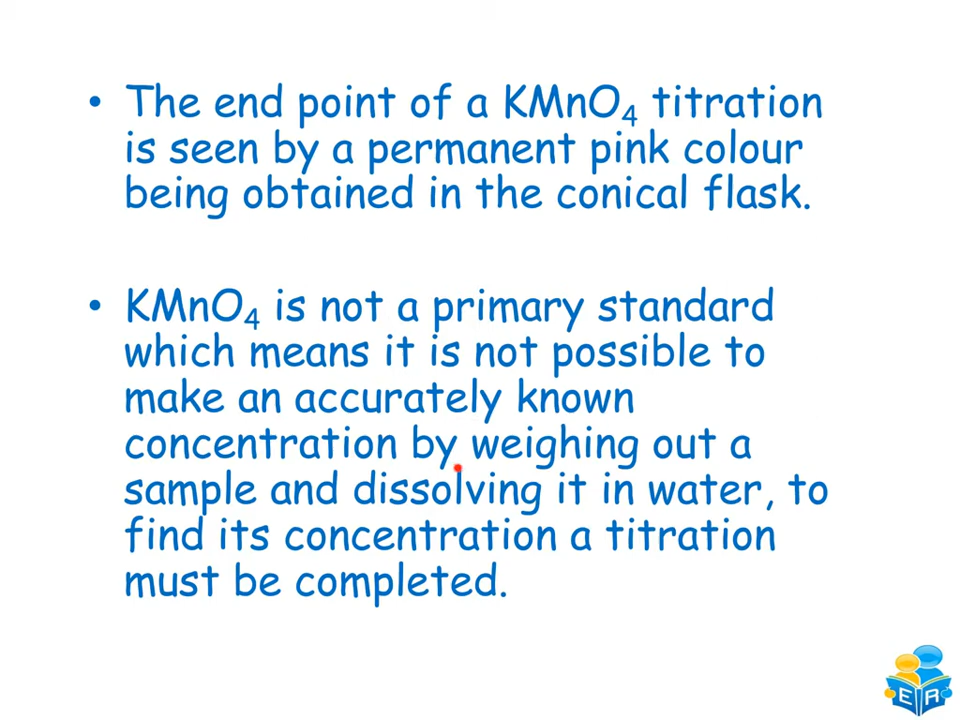 • The end point of a KMnO₄ titration
is seen by a permanent pink colour
being obtained in the conical flask.
• KMnO₄ is not a primary standard
which means it is not possible to
make an accurately known
concentration by weighing out a
sample and dissolving it in water, to
find its concentration a titration
must be completed.
E R